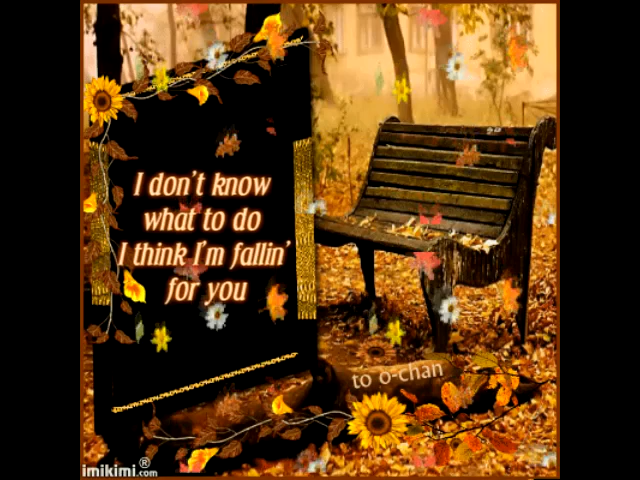 I don't know
what to do
I think I'm fallin'
for you
to o-chan
imikimi.com®